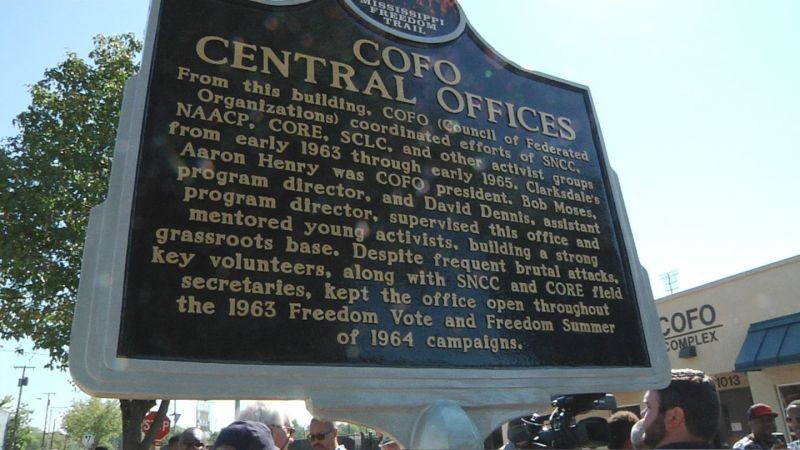 MISSISSIPPI
FREEDOM
TRAIL
COFO
CENTRAL OFFICES
From this building, COFO (Council of Federated
Organizations) coordinated efforts of SNCC,
NAACP, CORE, SCLC, and other activist groups
from early 1963 through early 1965. Clarksdale's
Aaron Henry was COFO president. Bob Moses,
program director, and David Dennis, assistant
program director, supervised this office and
mentored young activists, building a strong
grassroots base. Despite frequent brutal attacks,
key volunteers, along with SNCC and CORE field
secretaries, kept the office open throughout
the 1963 Freedom Vote and Freedom Summer
of 1964 campaigns.
COFO
COMPLEX
1013
STOP